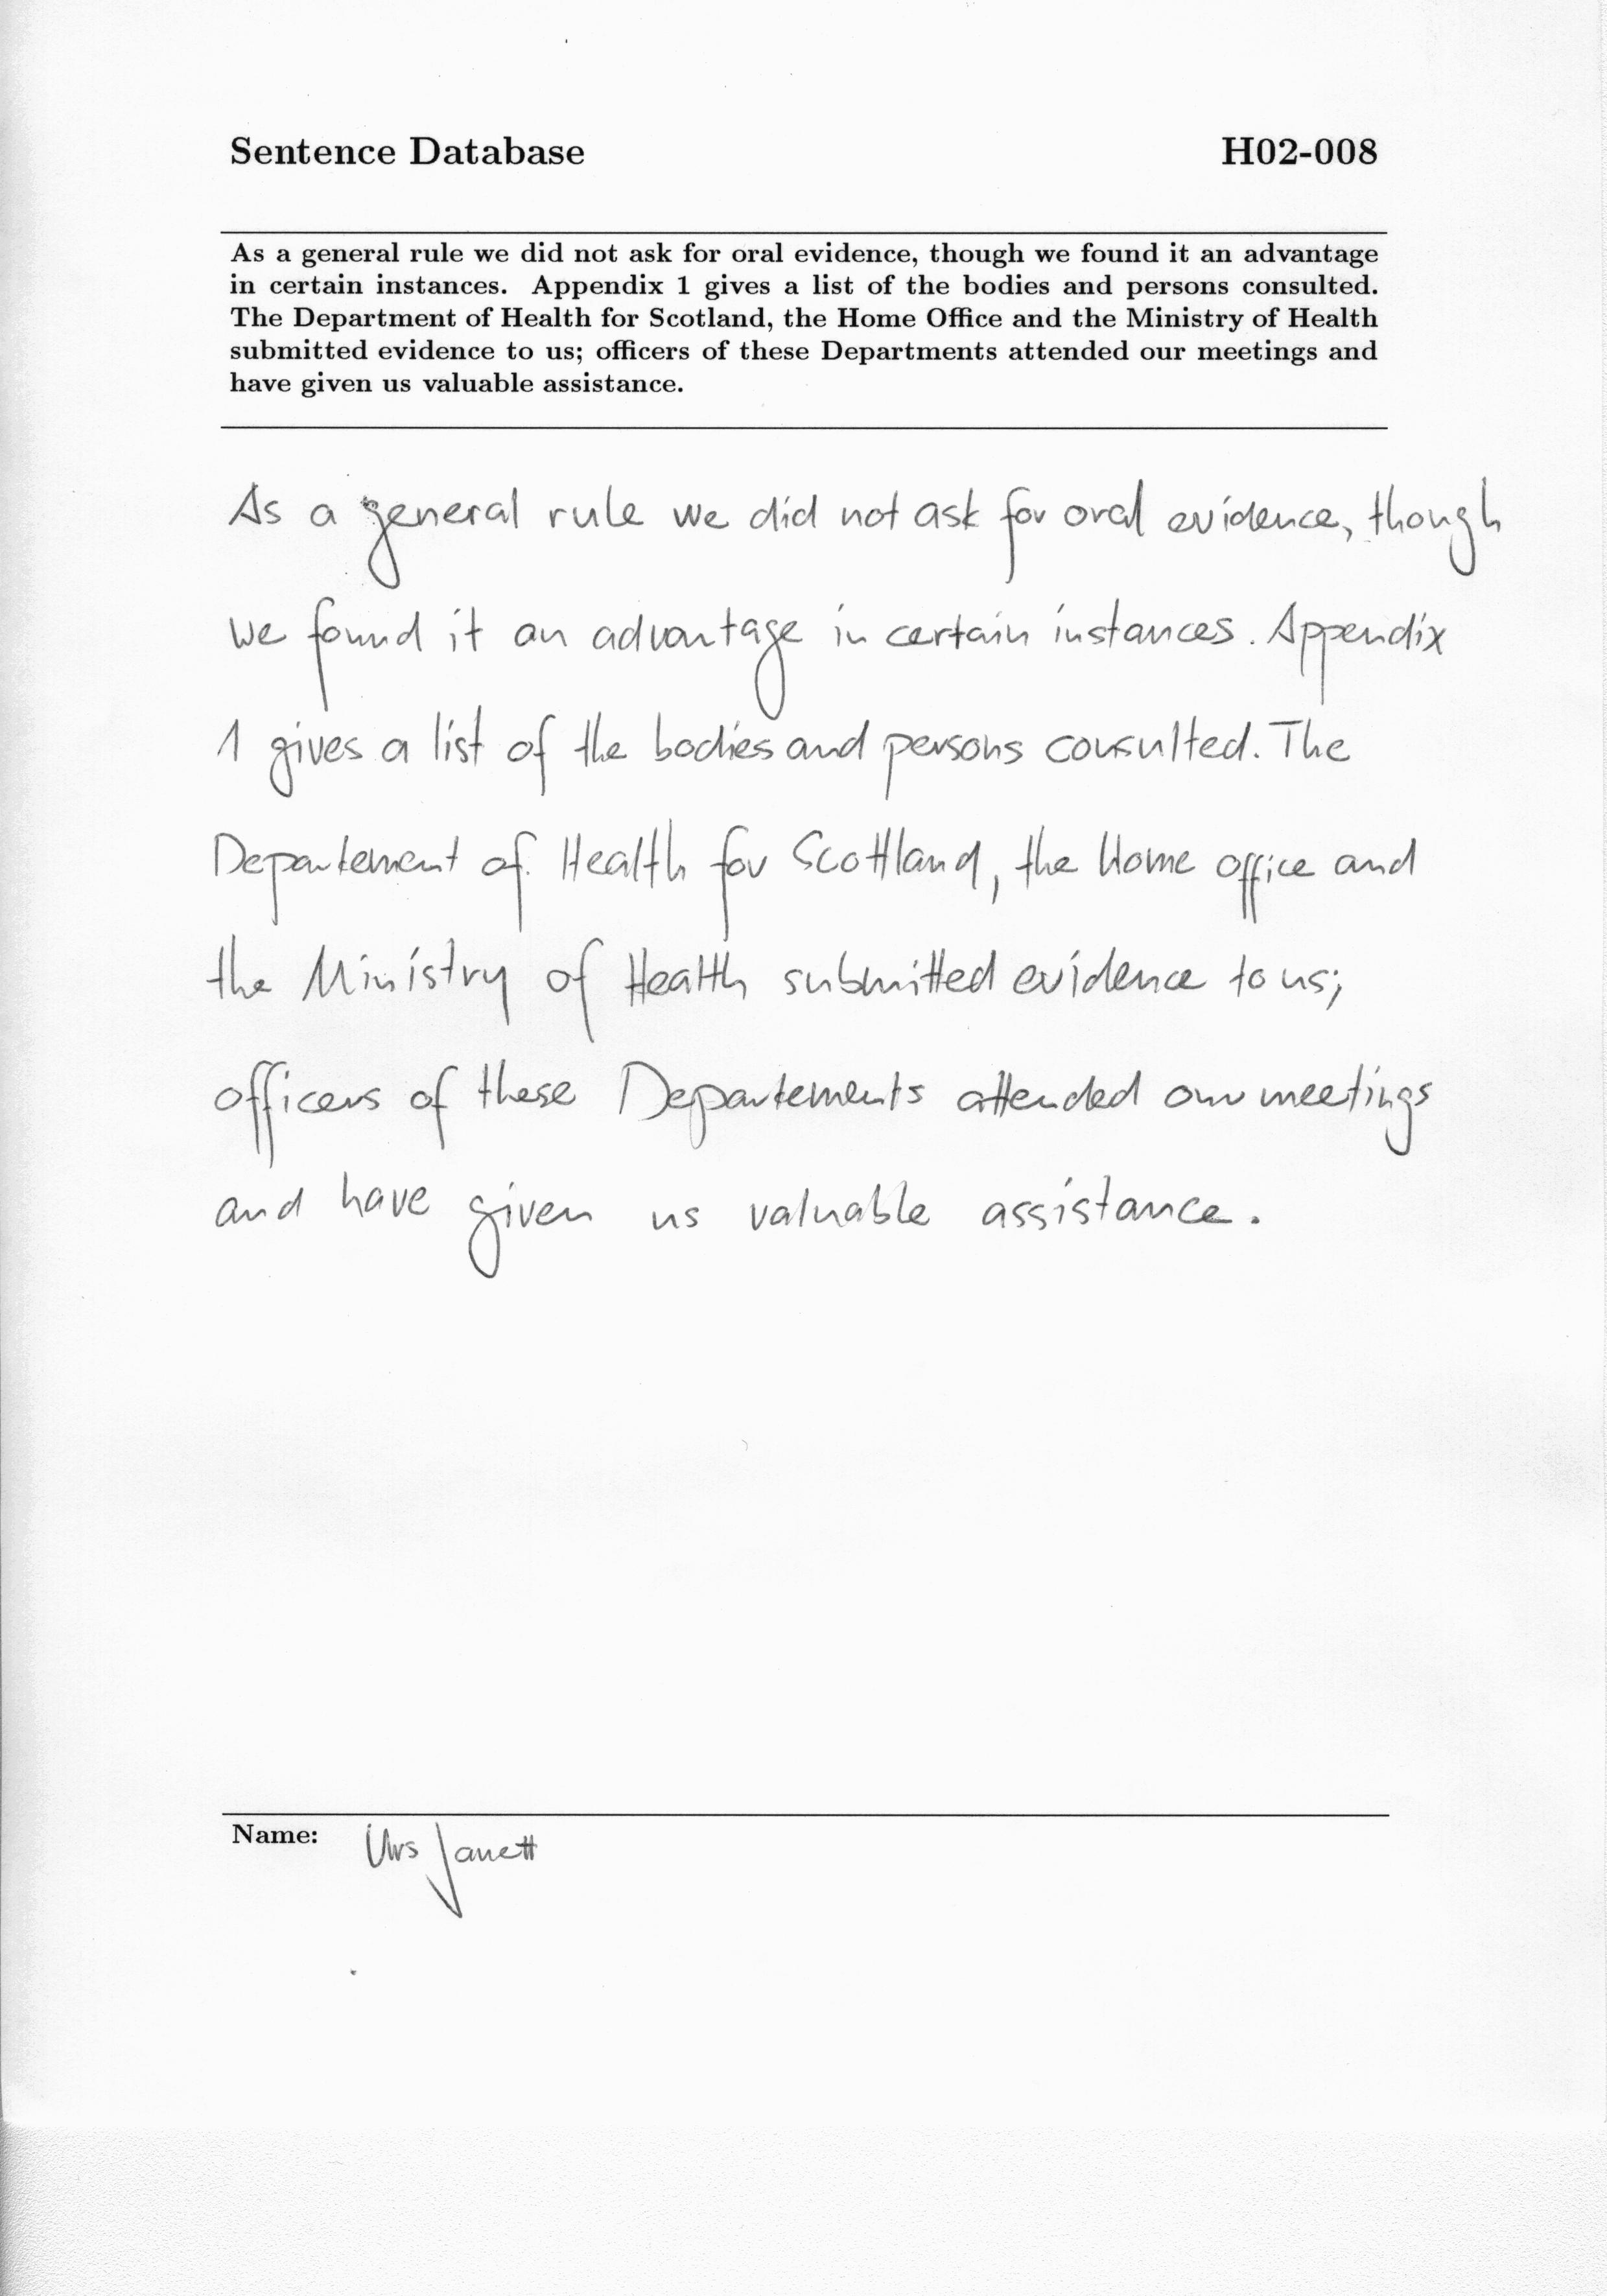 Sentence Database H02-008
As a general rule we did not ask for oral evidence, though we found it an advantage
in certain instances. Appendix 1 gives a list of the bodies and persons consulted.
The Department of Health for Scotland, the Home Office and the Ministry of Health
submitted evidence to us; officers of these Departments attended our meetings and
have given us valuable assistance.
As a general rule we did not ask for oral evidence, though
we found it an advantage in certain instances. Appendix
1 gives a list of the bodies and persons consulted. The
Departement of Health for Scottland, the Home office and
the Ministry of Health submitted evidence to us;
officers of these Departements attended our meetings
and have given us valuable assistance.
Name: Urs Janett